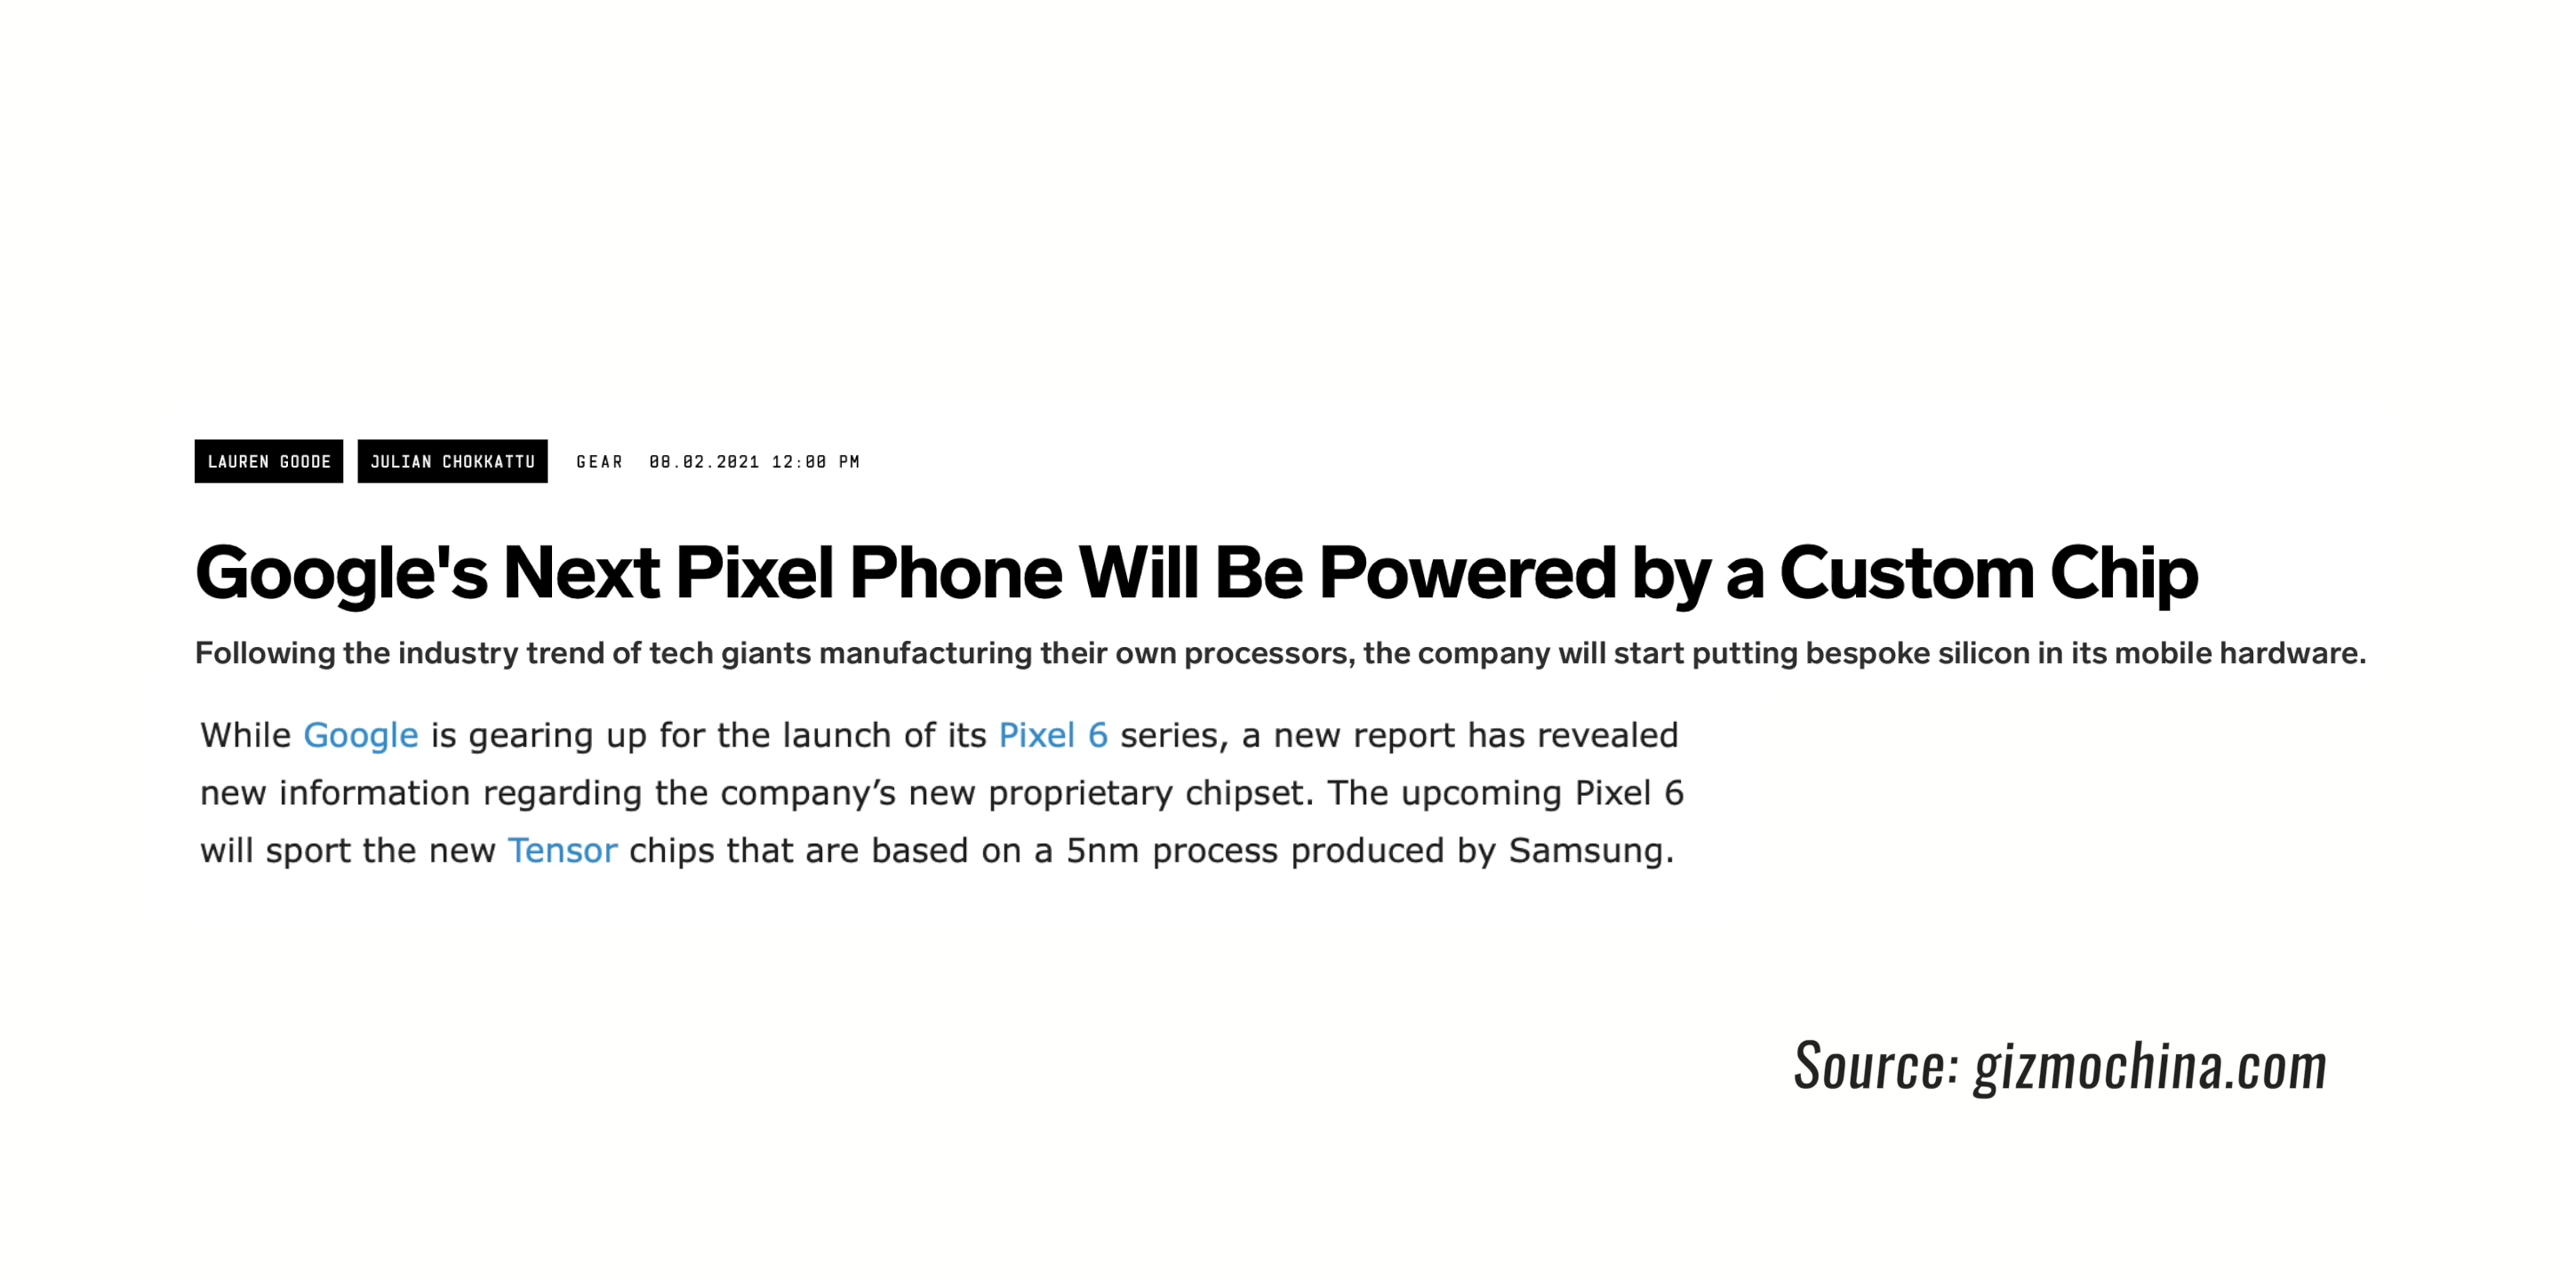 LAUREN GOODE JULIAN CHOKKATTU GEAR 08.02.2021 12:00 PM
Google's Next Pixel Phone Will Be Powered by a Custom Chip
Following the industry trend of tech giants manufacturing their own processors, the company will start putting bespoke silicon in its mobile hardware.
While Google is gearing up for the launch of its Pixel 6 series, a new report has revealed
new information regarding the company’s new proprietary chipset. The upcoming Pixel 6
will sport the new Tensor chips that are based on a 5nm process produced by Samsung.
Source: gizmochina.com